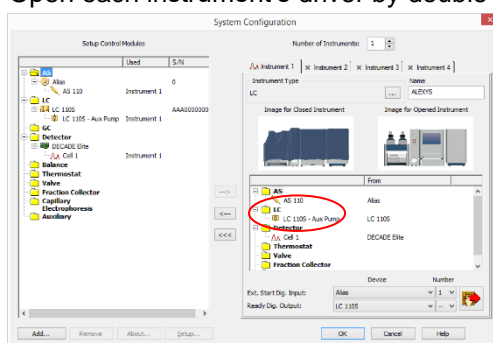 Open each instrument's driver by double
System Configuration
Setup Control Modules
Number of Instruments: 1
Used S/N
AS
Alias 0
AS 110 Instrument 1
LC
LC 110S AAA0000000
LC 110S - Aux Pump Instrument 1
GC
Detector
DECADE Elite
Cell 1 Instrument 1
Balance
Thermostat
Valve
Fraction Collector
Capillary
Electrophoresis
Auxiliary
--->
<---
<<<
Add... Remove About... Setup...
Instrument 1 Instrument 2 Instrument 3 Instrument 4
Instrument Type Name
LC ... ALEXYS
Image for Closed Instrument Image for Opened Instrument
From
AS
AS 110 Alias
LC
LC 110S - Aux Pump LC 110S
Detector
Cell 1 DECADE Elite
Thermostat
Valve
Fraction Collector
Device Number
Ext. Start Dig. Input: Alias 1
Ready Dig. Output: LC 110S --
OK Cancel Help